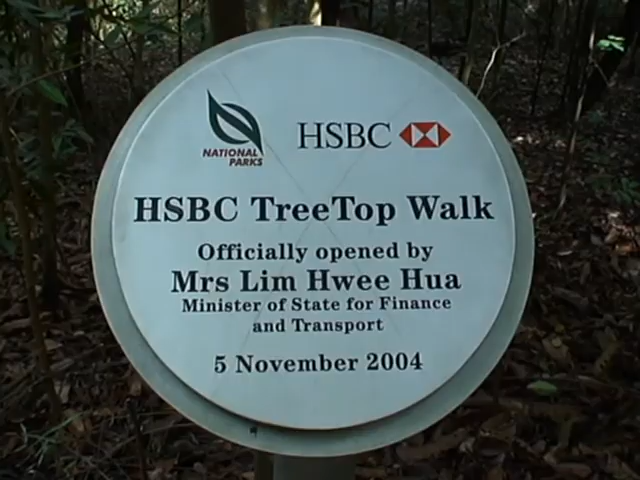 NATIONAL
PARKS
HSBC
HSBC TreeTop Walk
Officially opened by
Mrs Lim Hwee Hua
Minister of State for Finance
and Transport
5 November 2004